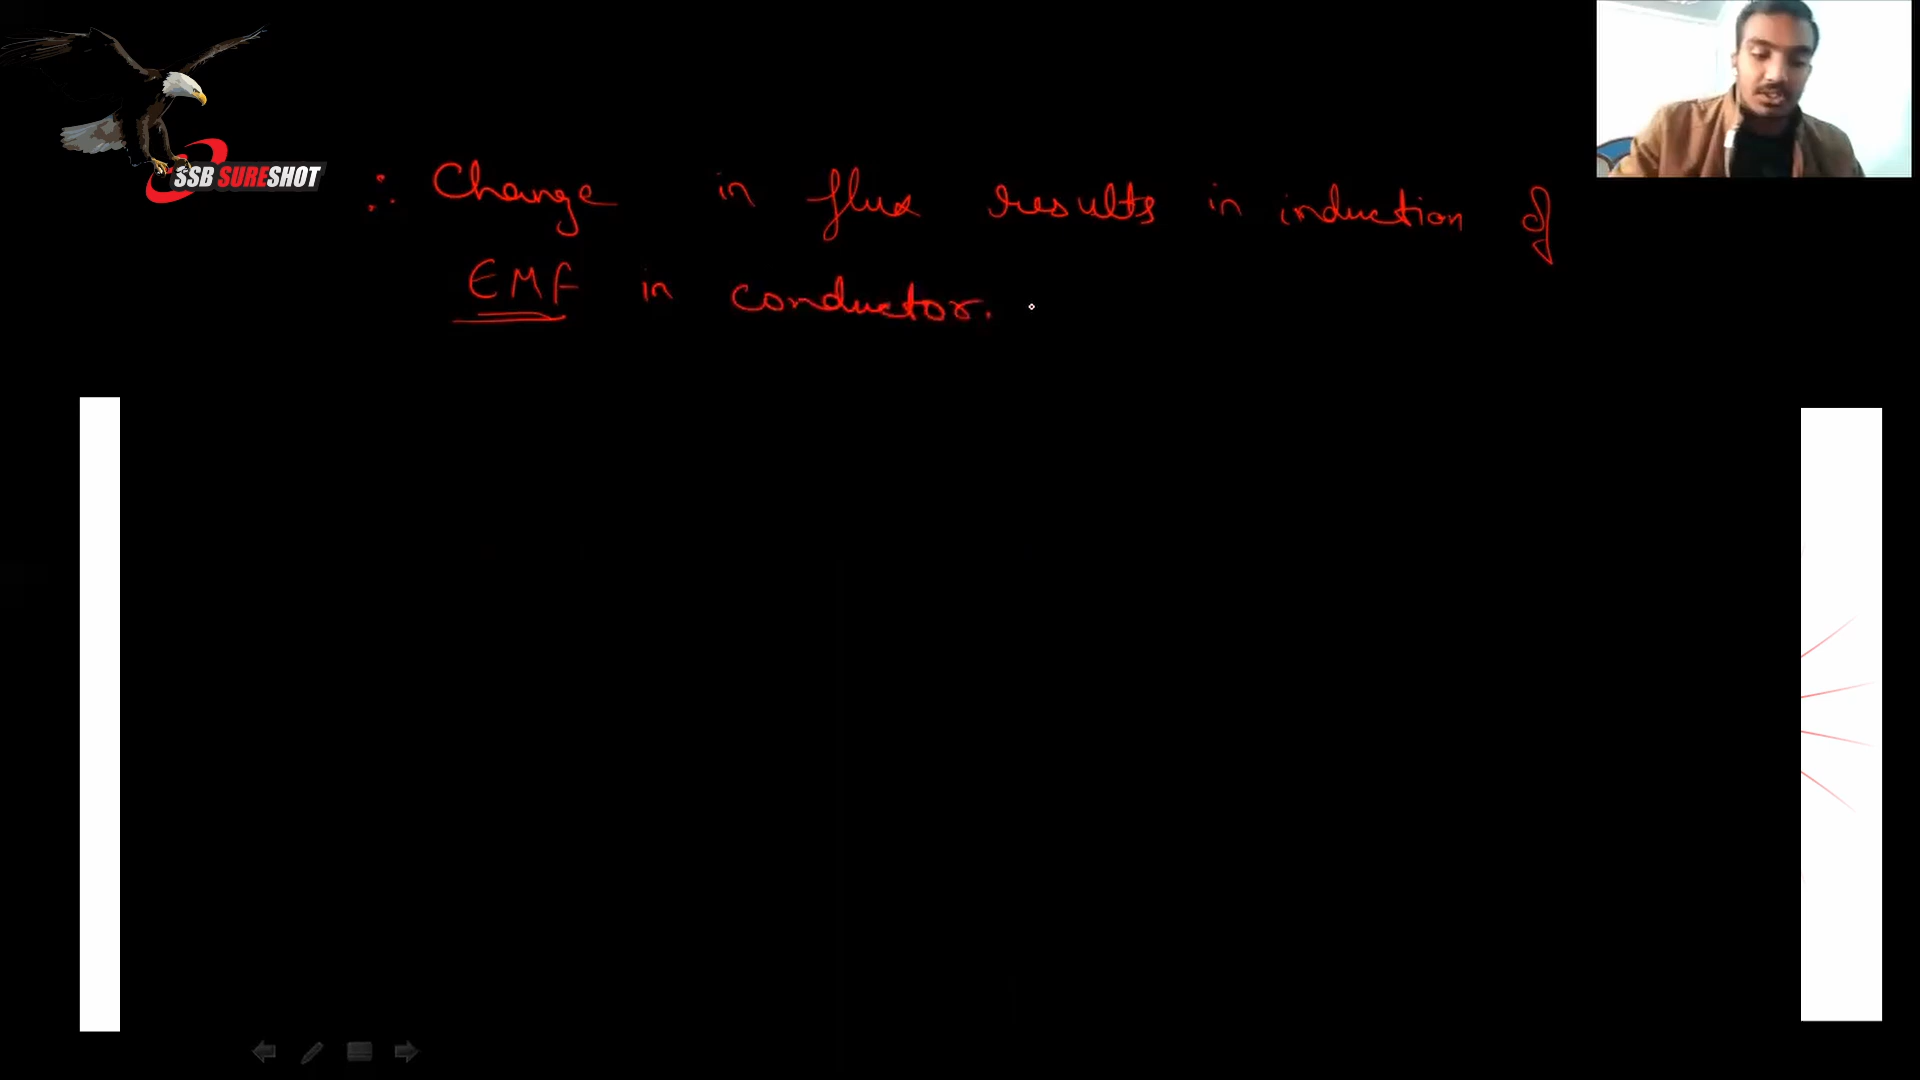 SSB SURESHOT
∴ Change in flux results in induction of
EMF in conductor.